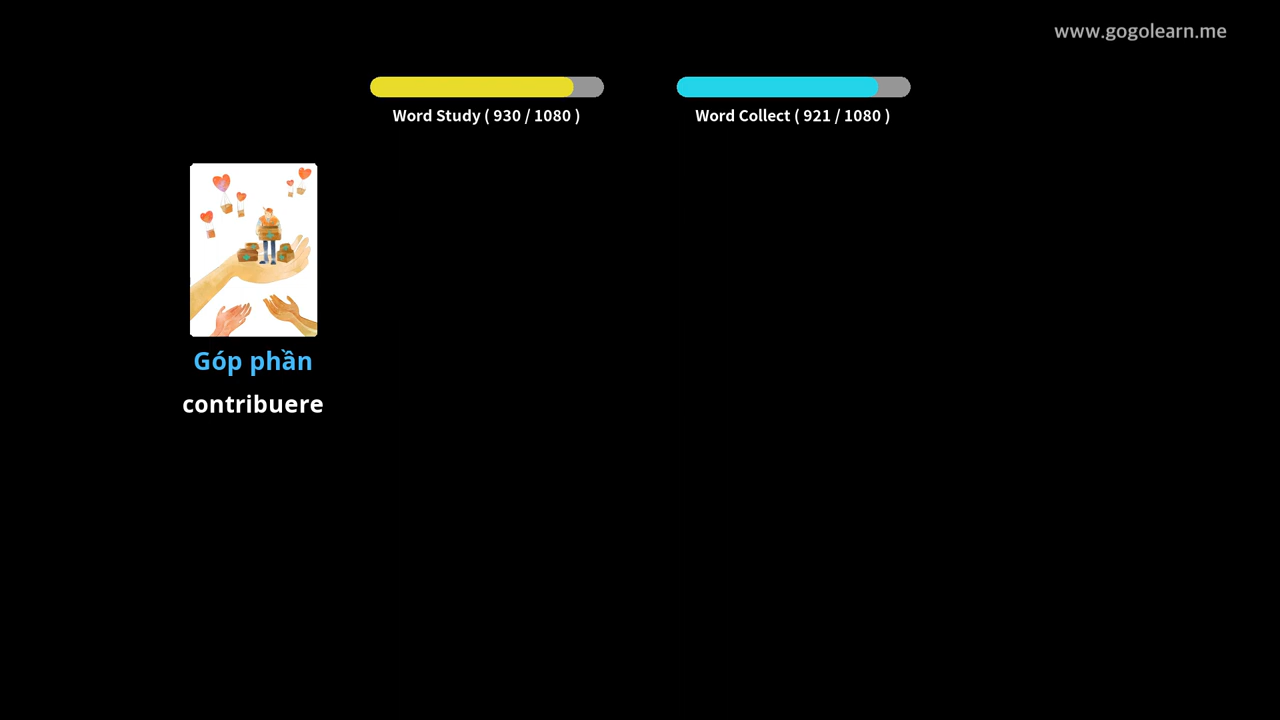 www.gogolearn.me
Word Study ( 930 / 1080 )
Word Collect ( 921 / 1080 )
Góp phần
contribuere